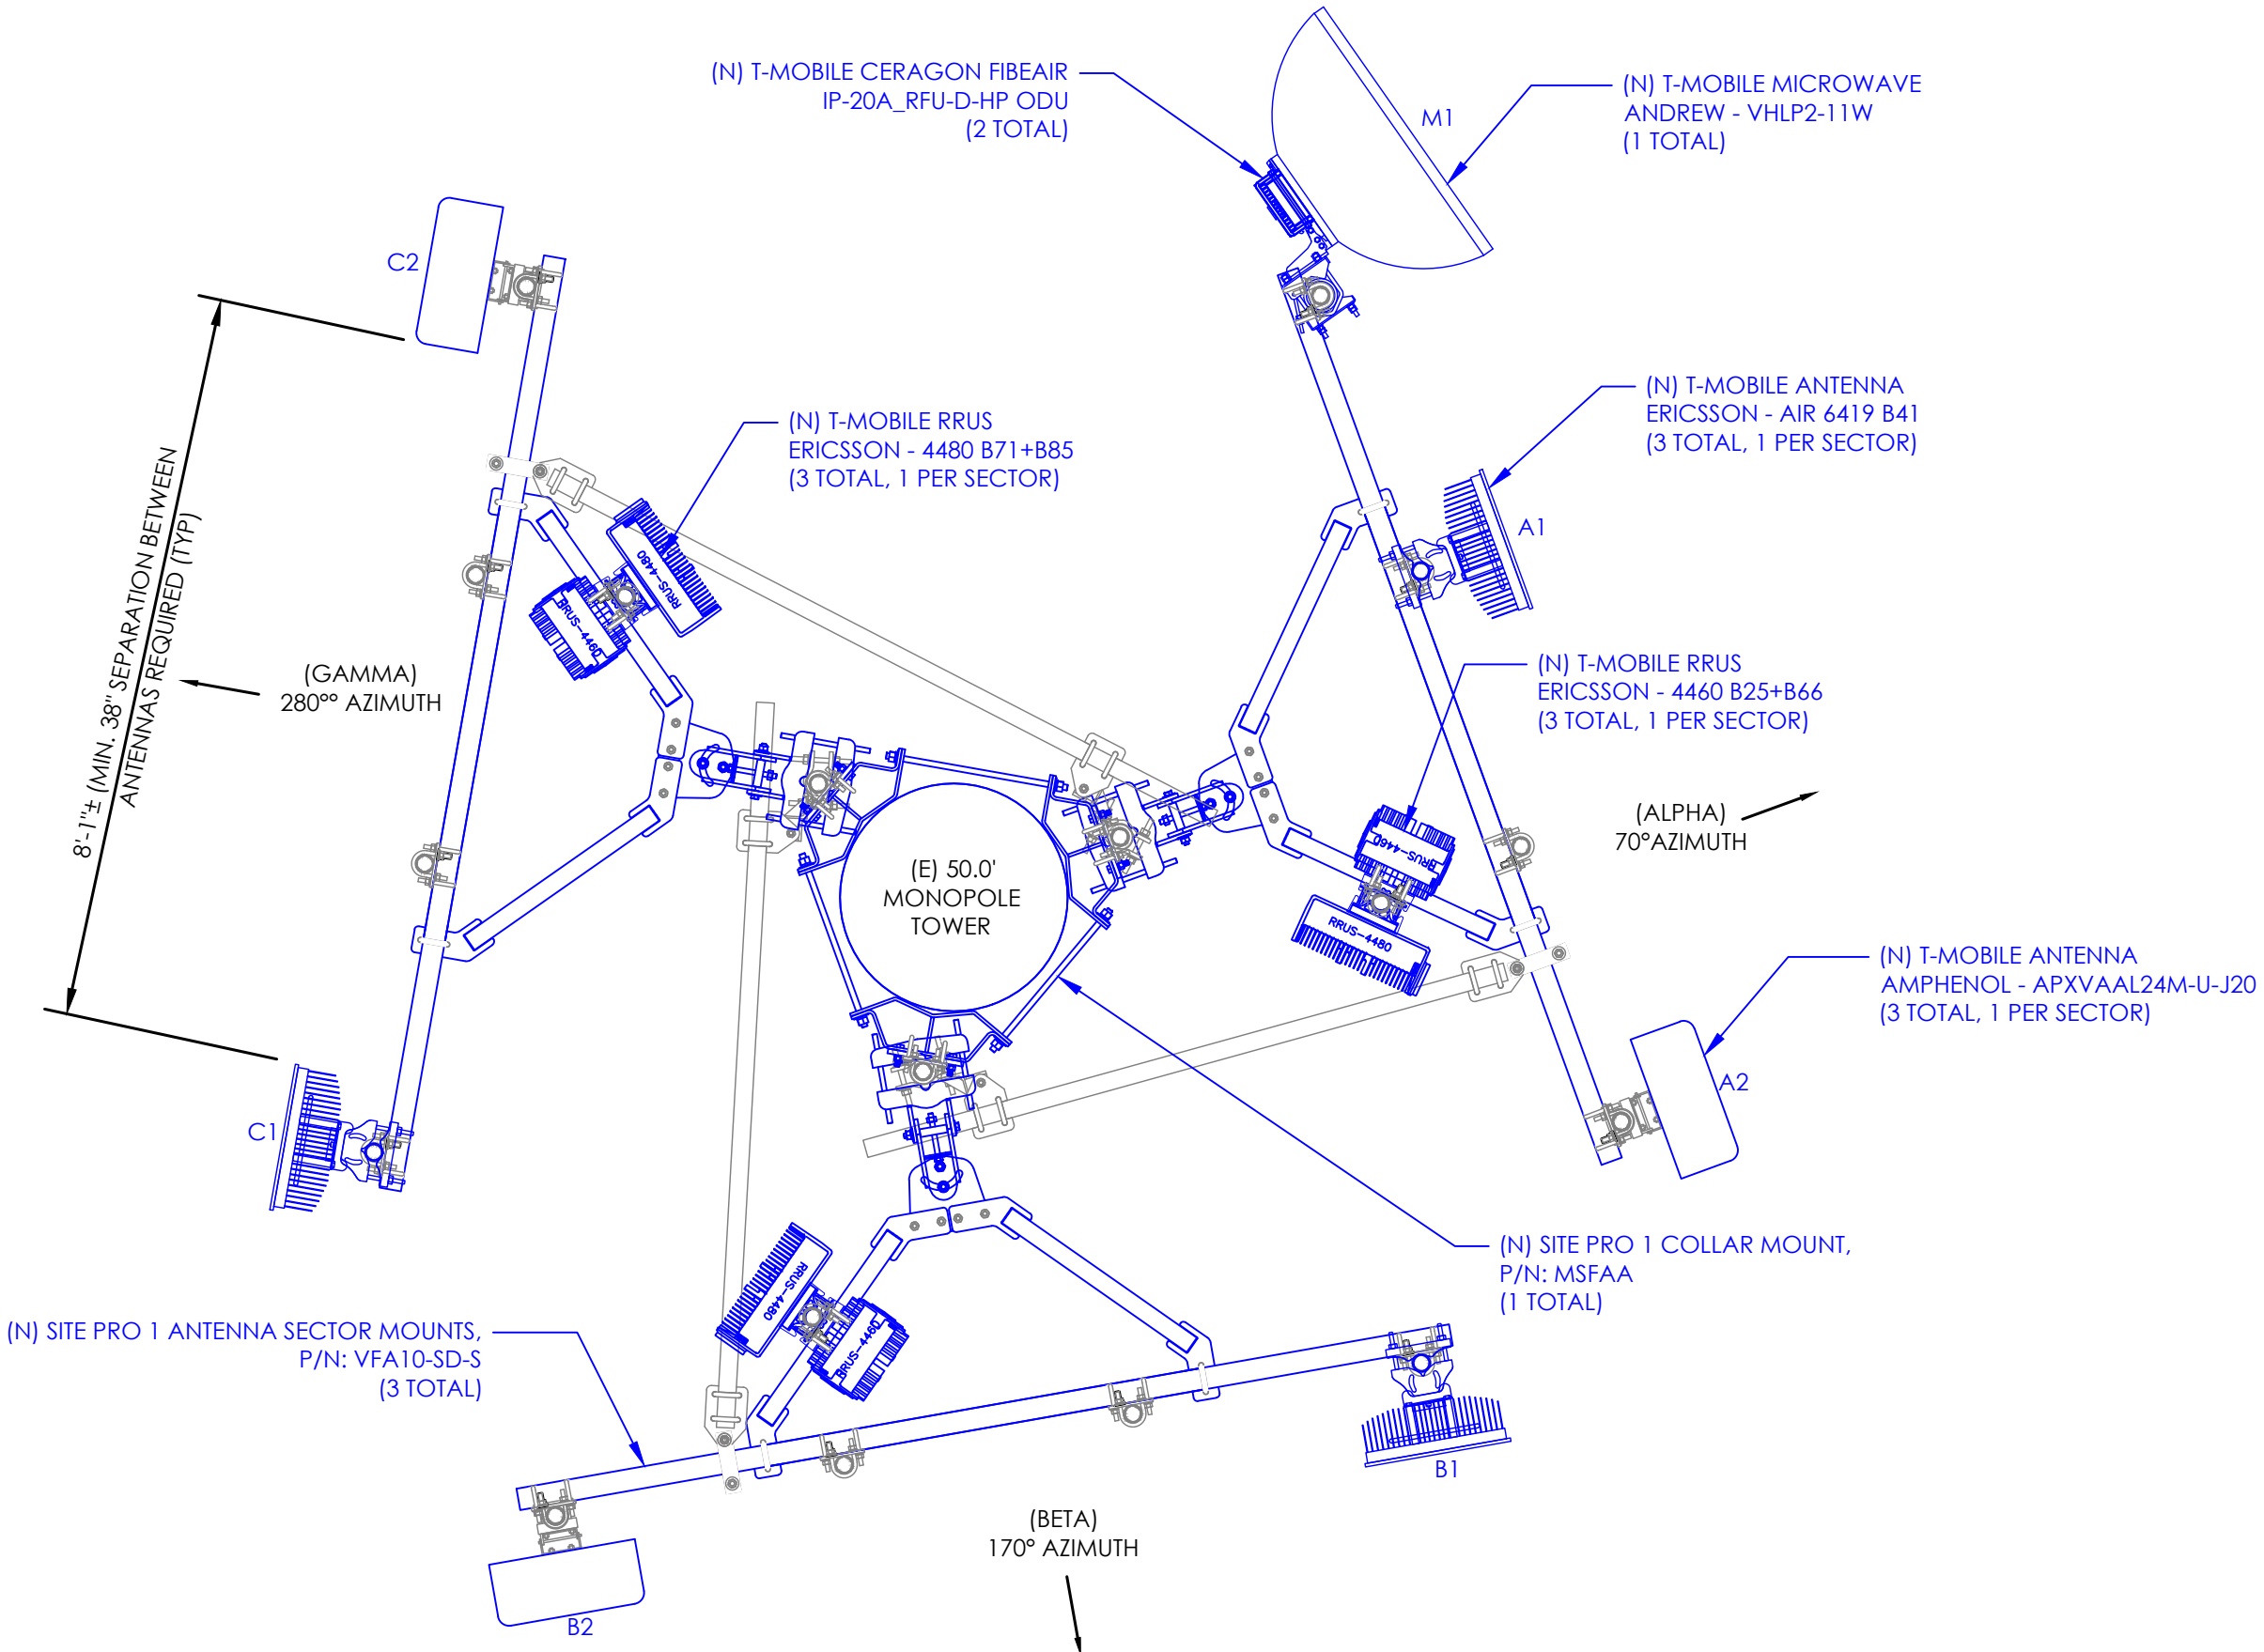 (N) T-MOBILE CERAGON FIBEAIR
IP-20A_RFU-D-HP ODU
(2 TOTAL)
M1
(N) T-MOBILE MICROWAVE
ANDREW - VHLP2-11W
(1 TOTAL)
C2
(N) T-MOBILE RRUS
ERICSSON - 4480 B71+B85
(3 TOTAL, 1 PER SECTOR)
(N) T-MOBILE ANTENNA
ERICSSON - AIR 6419 B41
(3 TOTAL, 1 PER SECTOR)
A1
8'-1"± (MIN. 38" SEPARATION BETWEEN
ANTENNAS REQUIRED (TYP)
RRUS-4480
RRUS-4460
(GAMMA)
280°° AZIMUTH
(N) T-MOBILE RRUS
ERICSSON - 4460 B25+B66
(3 TOTAL, 1 PER SECTOR)
(ALPHA)
70°AZIMUTH
RRUS-4460
RRUS-4480
(E) 50.0'
MONOPOLE
TOWER
(N) T-MOBILE ANTENNA
AMPHENOL - APXVAAL24M-U-J20
(3 TOTAL, 1 PER SECTOR)
A2
C1
(N) SITE PRO 1 COLLAR MOUNT,
P/N: MSFAA
(1 TOTAL)
RRUS-4480
RRUS-4460
(N) SITE PRO 1 ANTENNA SECTOR MOUNTS,
P/N: VFA10-SD-S
(3 TOTAL)
B1
(BETA)
170° AZIMUTH
B2